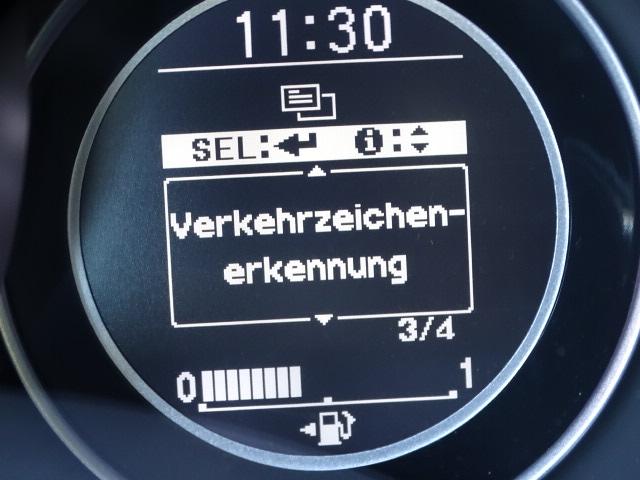 11:30
SEL: i:
Verkehrzeichen-
erkennung
3/4
0 1